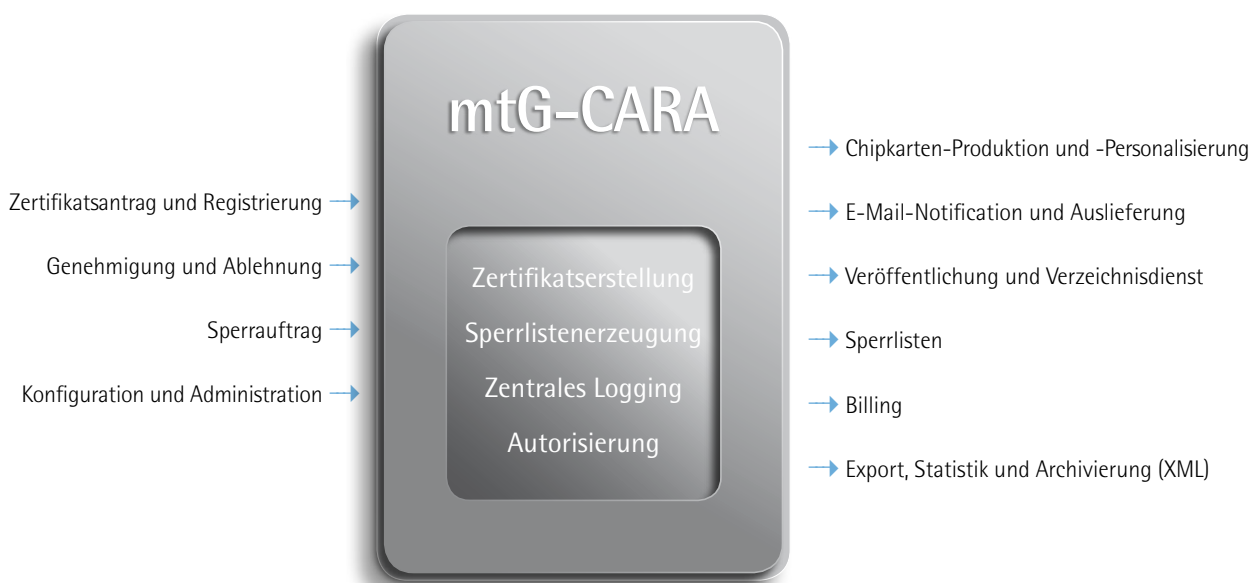 mtG-CARA
Zertifikatsantrag und Registrierung
Genehmigung und Ablehnung
Sperrauftrag
Konfiguration und Administration
Zertifikatserstellung
Sperrlistenerzeugung
Zentrales Logging
Autorisierung
Chipkarten-Produktion und -Personalisierung
E-Mail-Notification und Auslieferung
Veröffentlichung und Verzeichnisdienst
Sperrlisten
Billing
Export, Statistik und Archivierung (XML)